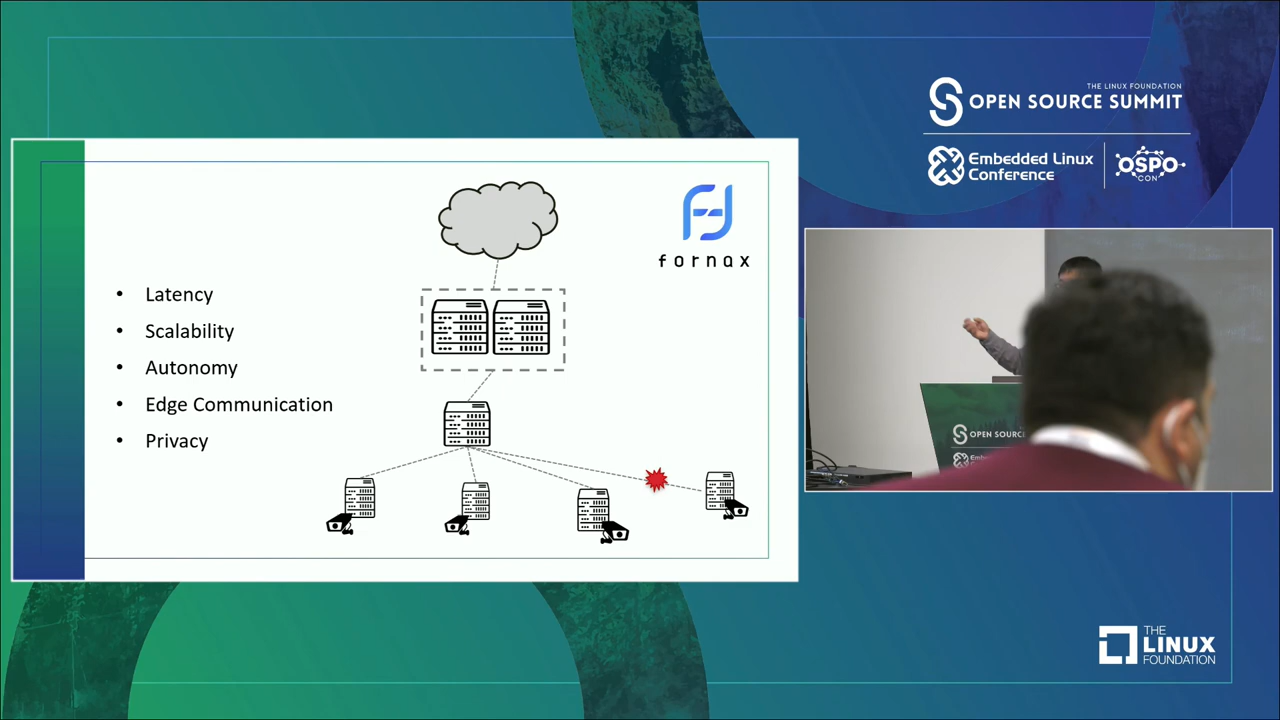 THE LINUX FOUNDATION
OPEN SOURCE SUMMIT
Embedded Linux
Conference
OSPO
CON
fornax
• Latency
• Scalability
• Autonomy
• Edge Communication
• Privacy
OPEN SOURCE
THE
LINUX
FOUNDATION